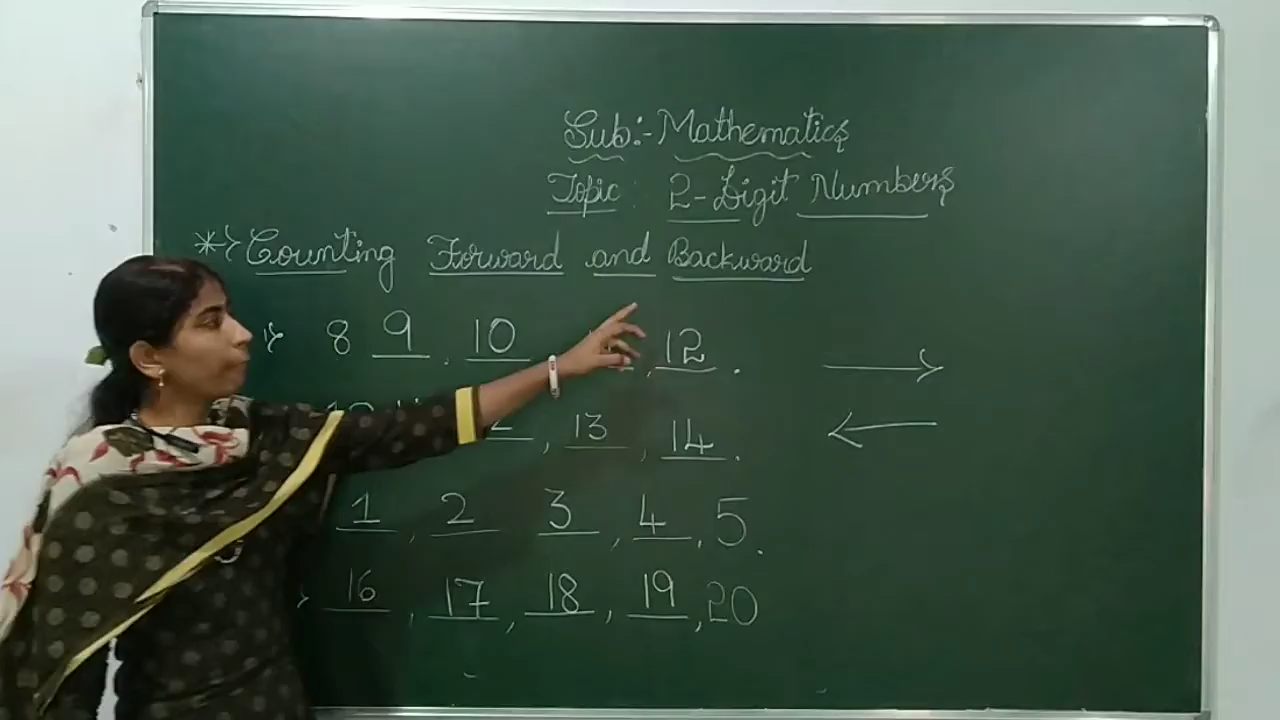 Sub:- Mathematics
Topic: 2-Digit Numbers
*> Counting Forward and Backward
8 9, 10 , 12.
, 13, 14.
1, 2 3, 4, 5.
16, 17, 18, 19, 20